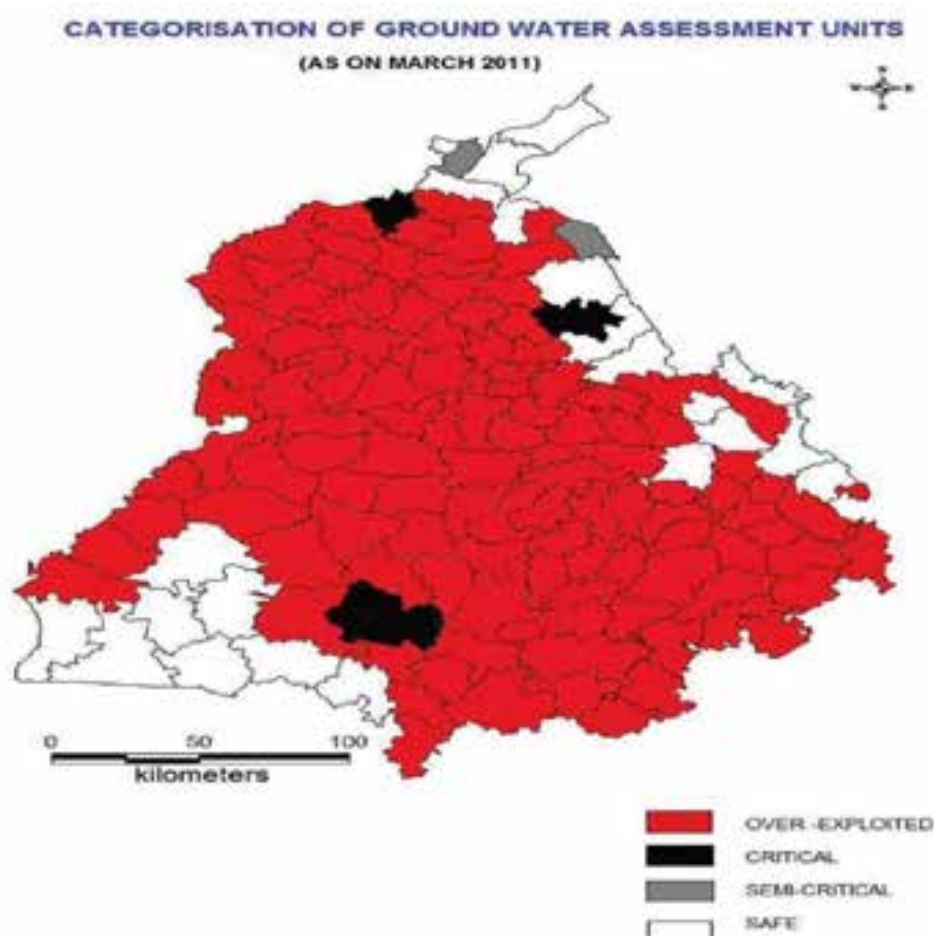 CATEGORISATION OF GROUND WATER ASSESSMENT UNITS
(AS ON MARCH 2011)
N
W E
S
0 50 100
kilometers
OVER -EXPLOITED
CRITICAL
SEMI-CRITICAL
SAFE